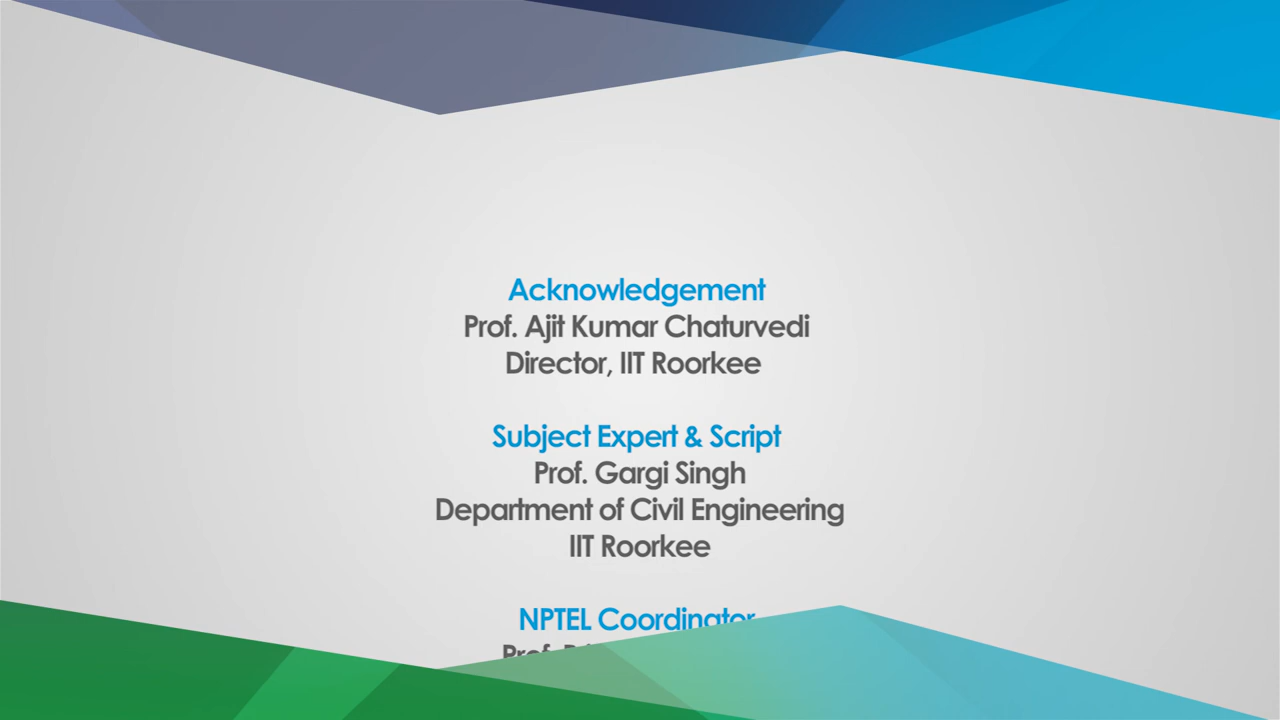 Acknowledgement
Prof. Ajit Kumar Chaturvedi
Director, IIT Roorkee
Subject Expert & Script
Prof. Gargi Singh
Department of Civil Engineering
IIT Roorkee
NPTEL Coordinator
Prof.